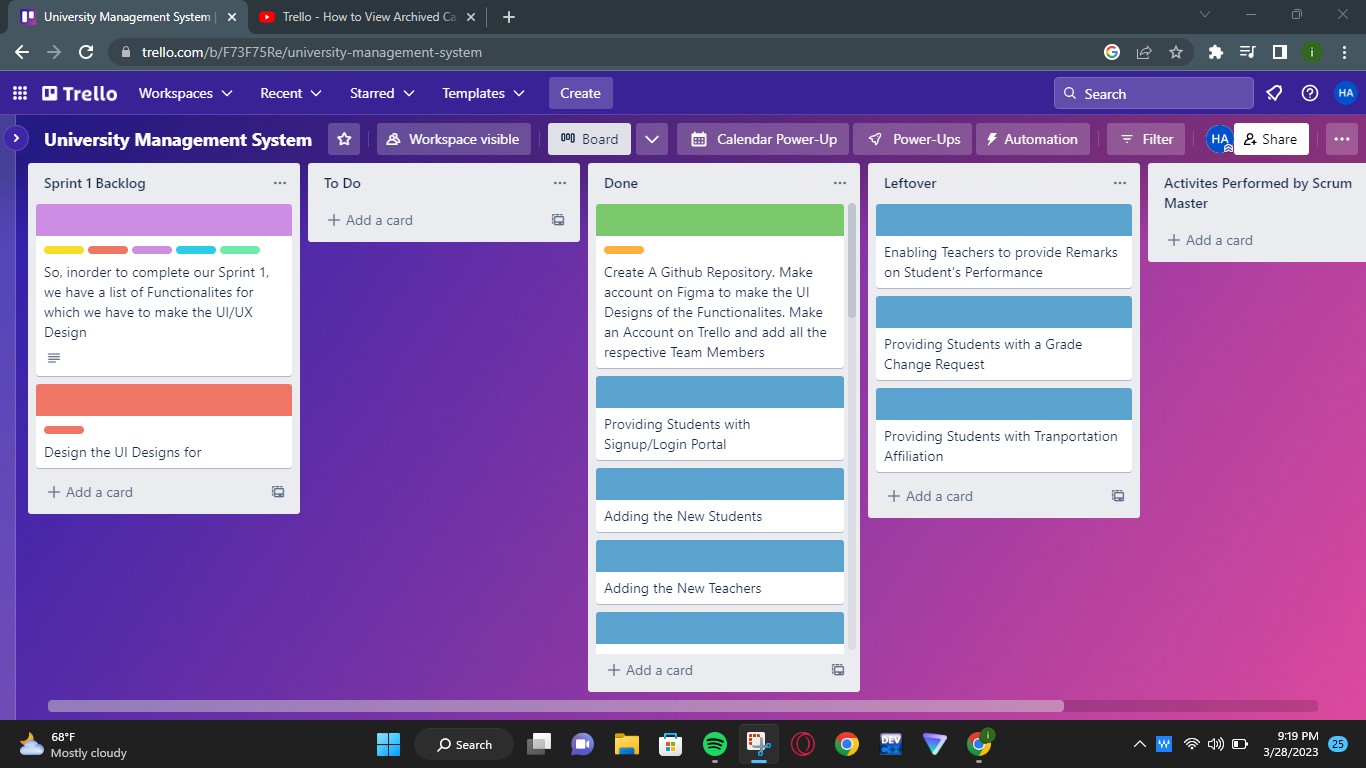 University Management System |
Trello - How to View Archived Ca
trello.com/b/F73F75Re/university-management-system
i
Trello
Workspaces
Recent
Starred
Templates
Create
Search
HA
University Management System
Workspace visible
Board
Calendar Power-Up
Power-Ups
Automation
Filter
HA
Share
Sprint 1 Backlog
So, inorder to complete our Sprint 1,
we have a list of Functionalites for
which we have to make the UI/UX
Design
Design the UI Designs for
+ Add a card
To Do
+ Add a card
Done
Create A Github Repository. Make
account on Figma to make the UI
Designs of the Functionalites. Make
an Account on Trello and add all the
respective Team Members
Providing Students with
Signup/Login Portal
Adding the New Students
Adding the New Teachers
+ Add a card
Leftover
Enabling Teachers to provide Remarks
on Student's Performance
Providing Students with a Grade
Change Request
Providing Students with Tranportation
Affiliation
+ Add a card
Activites Performed by Scrum
Master
+ Add a card
68°F
Mostly cloudy
Search
DEV
i
W
9:19 PM
3/28/2023
25